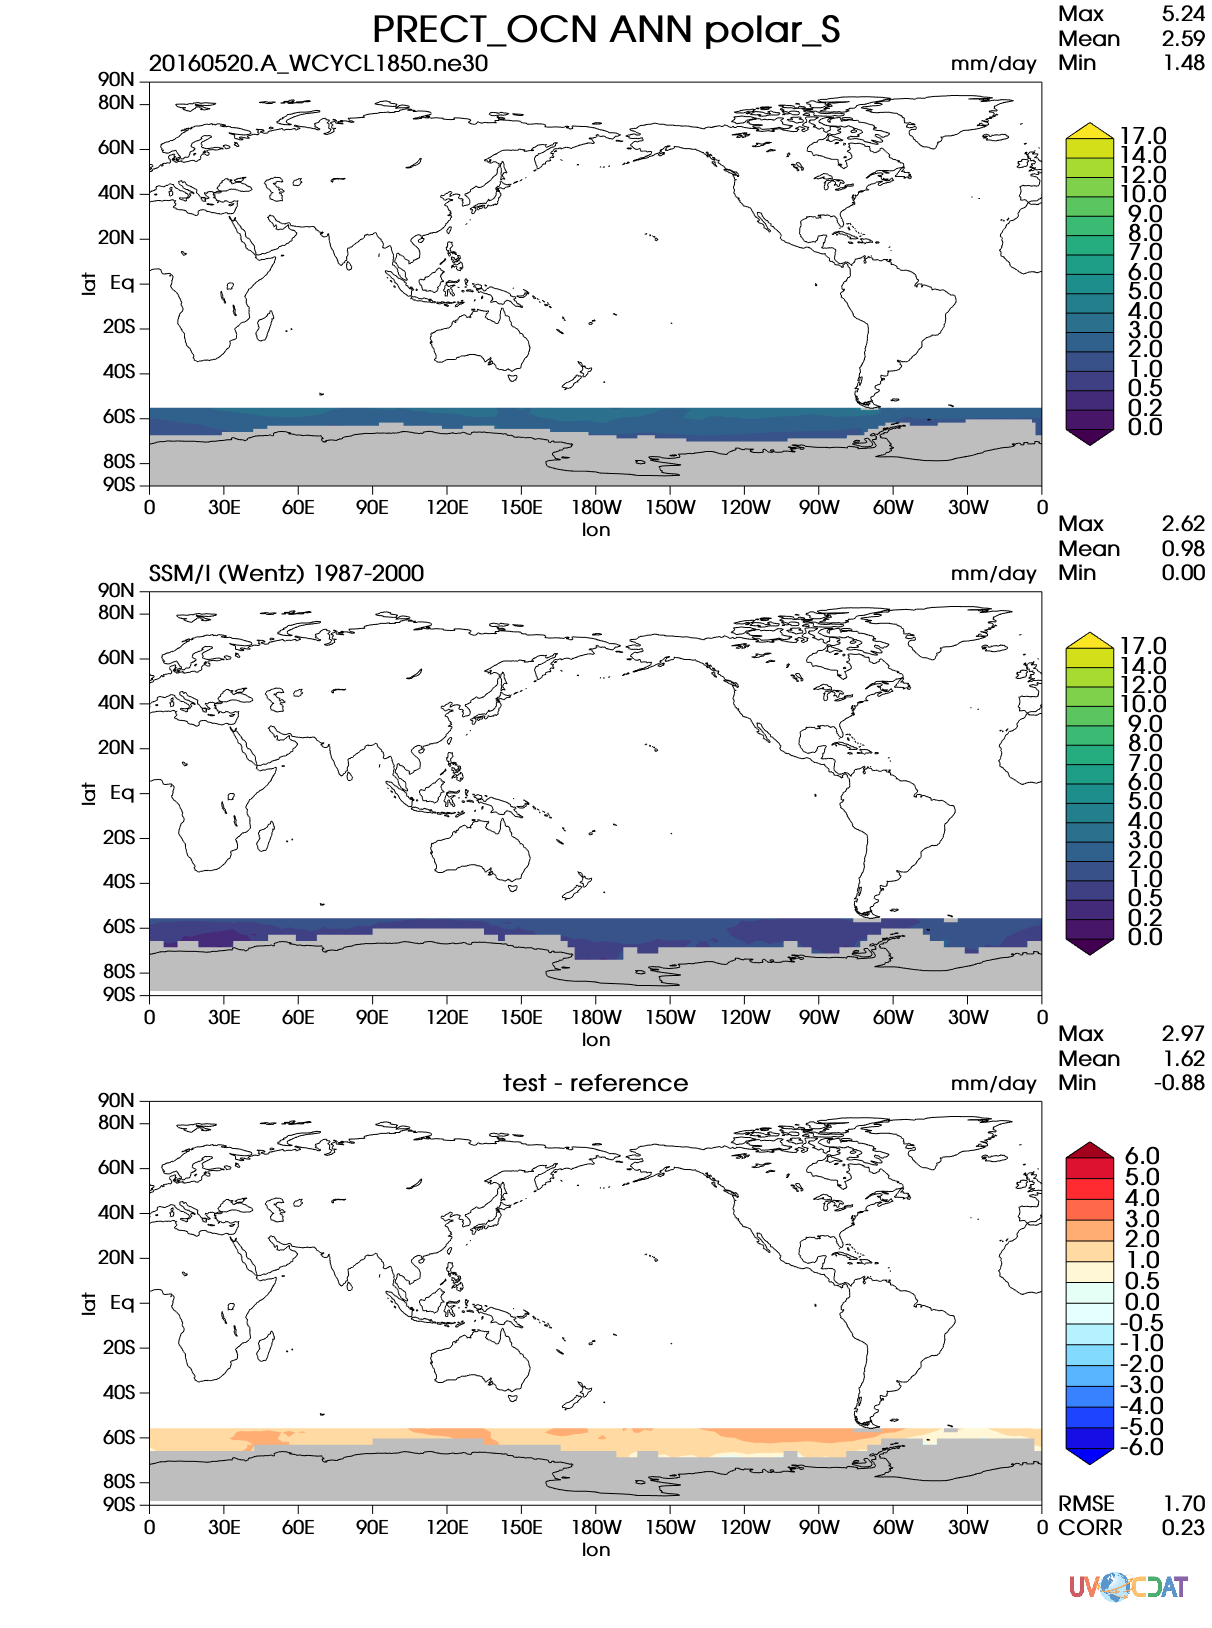 PRECT_OCN ANN polar_S
Max 5.24
Mean 2.59
Min 1.48
20160520.A_WCYCL1850.ne30 mm/day
90N
80N
60N
40N
20N
Eq
20S
40S
60S
80S
90S
lat
0 30E 60E 90E 120E 150E 180W 150W 120W 90W 60W 30W 0
lon
17.0
14.0
12.0
10.0
9.0
8.0
7.0
6.0
5.0
4.0
3.0
2.0
1.0
0.5
0.2
0.0
Max 2.62
Mean 0.98
Min 0.00
SSM/I (Wentz) 1987-2000 mm/day
90N
80N
60N
40N
20N
Eq
20S
40S
60S
80S
90S
lat
0 30E 60E 90E 120E 150E 180W 150W 120W 90W 60W 30W 0
lon
17.0
14.0
12.0
10.0
9.0
8.0
7.0
6.0
5.0
4.0
3.0
2.0
1.0
0.5
0.2
0.0
Max 2.97
Mean 1.62
Min -0.88
test - reference mm/day
90N
80N
60N
40N
20N
Eq
20S
40S
60S
80S
90S
lat
0 30E 60E 90E 120E 150E 180W 150W 120W 90W 60W 30W 0
lon
6.0
5.0
4.0
3.0
2.0
1.0
0.5
0.0
-0.5
-1.0
-2.0
-3.0
-4.0
-5.0
-6.0
RMSE 1.70
CORR 0.23
UV CDAT